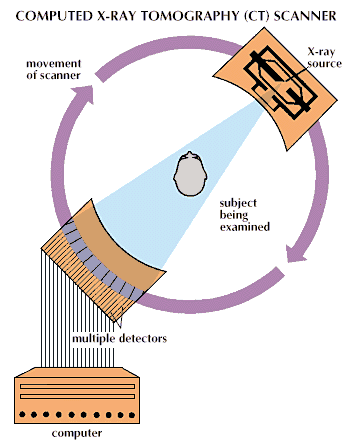 COMPUTED X-RAY TOMOGRAPHY (CT) SCANNER
movement
of scanner
X-ray
source
subject
being
examined
multiple detectors
computer